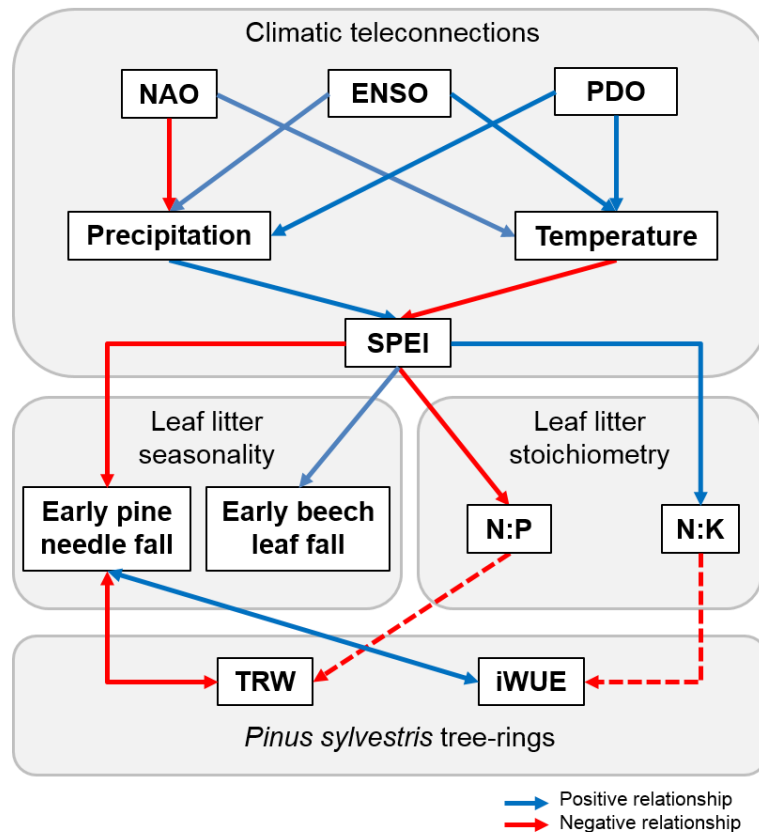 Climatic teleconnections
NAO
ENSO
PDO
Precipitation
Temperature
SPEI
Leaf litter
seasonality
Leaf litter
stoichiometry
Early pine
needle fall
Early beech
leaf fall
N:P
N:K
TRW
iWUE
Pinus sylvestris tree-rings
Positive relationship
Negative relationship